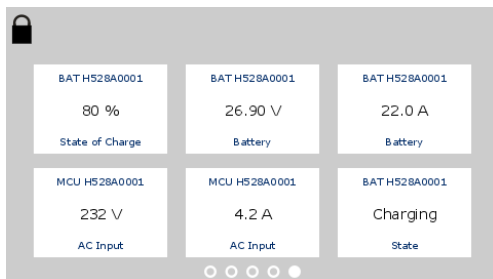 BAT H528A0001
80 %
State of Charge
BAT H528A0001
26.90 V
Battery
BAT H528A0001
22.0 A
Battery
MCU H528A0001
232 V
AC Input
MCU H528A0001
4.2 A
AC Input
BAT H528A0001
Charging
State